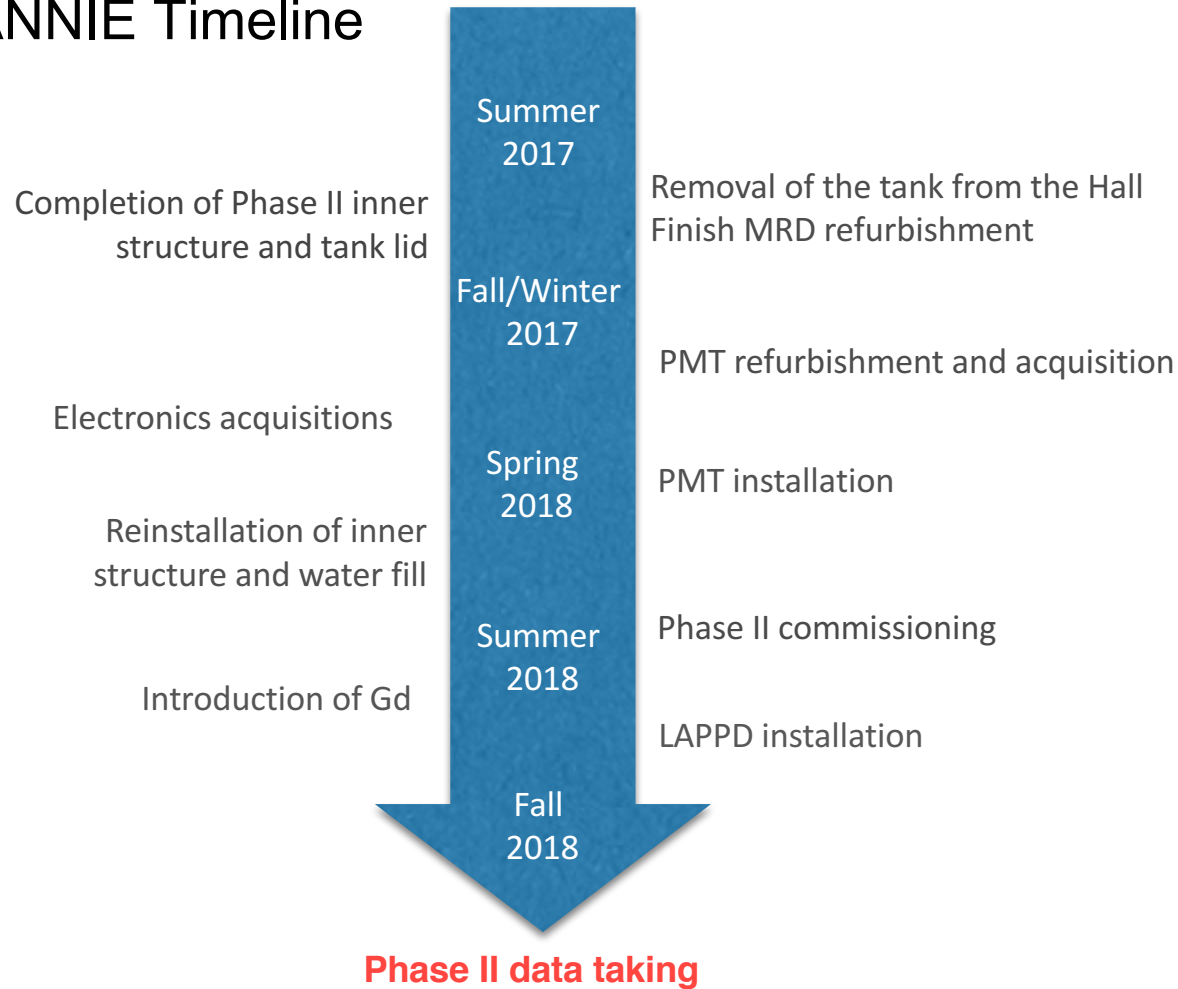 ANNIE Timeline
Summer
2017
Completion of Phase II inner
structure and tank lid
Removal of the tank from the Hall
Finish MRD refurbishment
Fall/Winter
2017
PMT refurbishment and acquisition
Electronics acquisitions
Spring
2018
PMT installation
Reinstallation of inner
structure and water fill
Summer
2018
Phase II commissioning
Introduction of Gd
LAPPD installation
Fall
2018
Phase II data taking